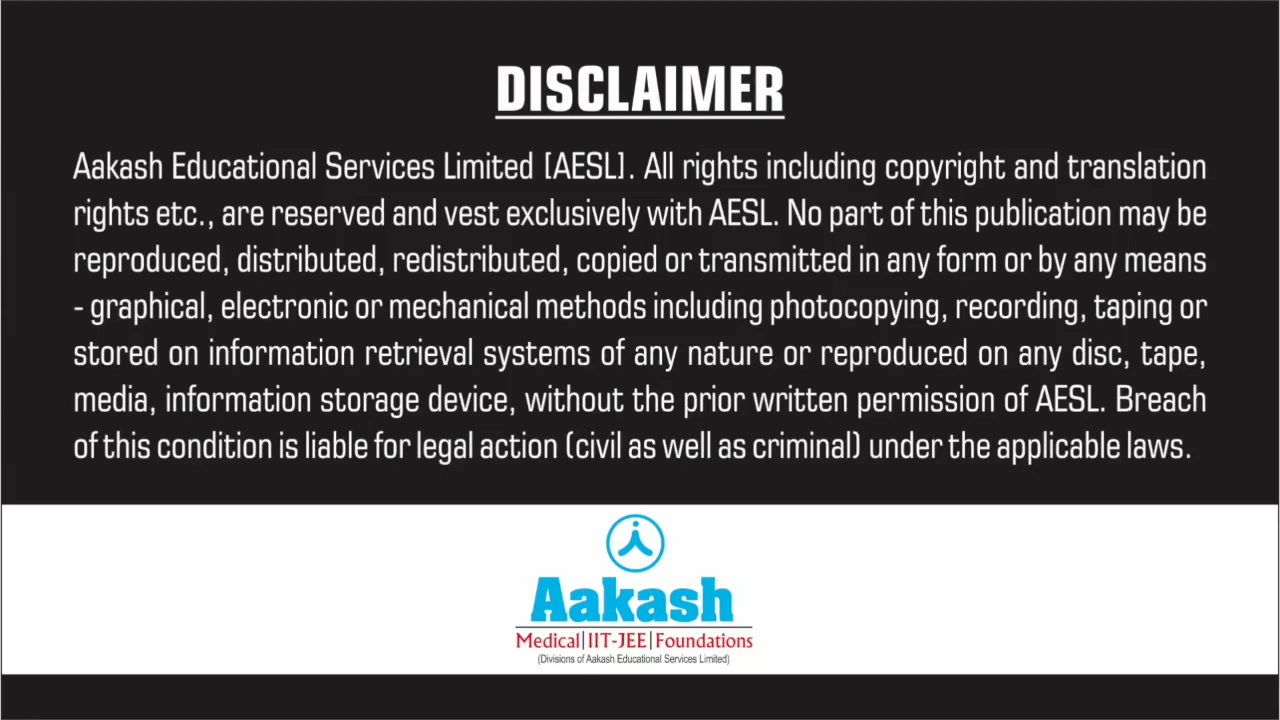 DISCLAIMER
Aakash Educational Services Limited [AESL]. All rights including copyright and translation
rights etc., are reserved and vest exclusively with AESL. No part of this publication may be
reproduced, distributed, redistributed, copied or transmitted in any form or by any means
- graphical, electronic or mechanical methods including photocopying, recording, taping or
stored on information retrieval systems of any nature or reproduced on any disc, tape,
media, information storage device, without the prior written permission of AESL. Breach
of this condition is liable for legal action (civil as well as criminal) under the applicable laws.
Aakash
Medical|IIT-JEE|Foundations
(Divisions of Aakash Educational Services Limited)